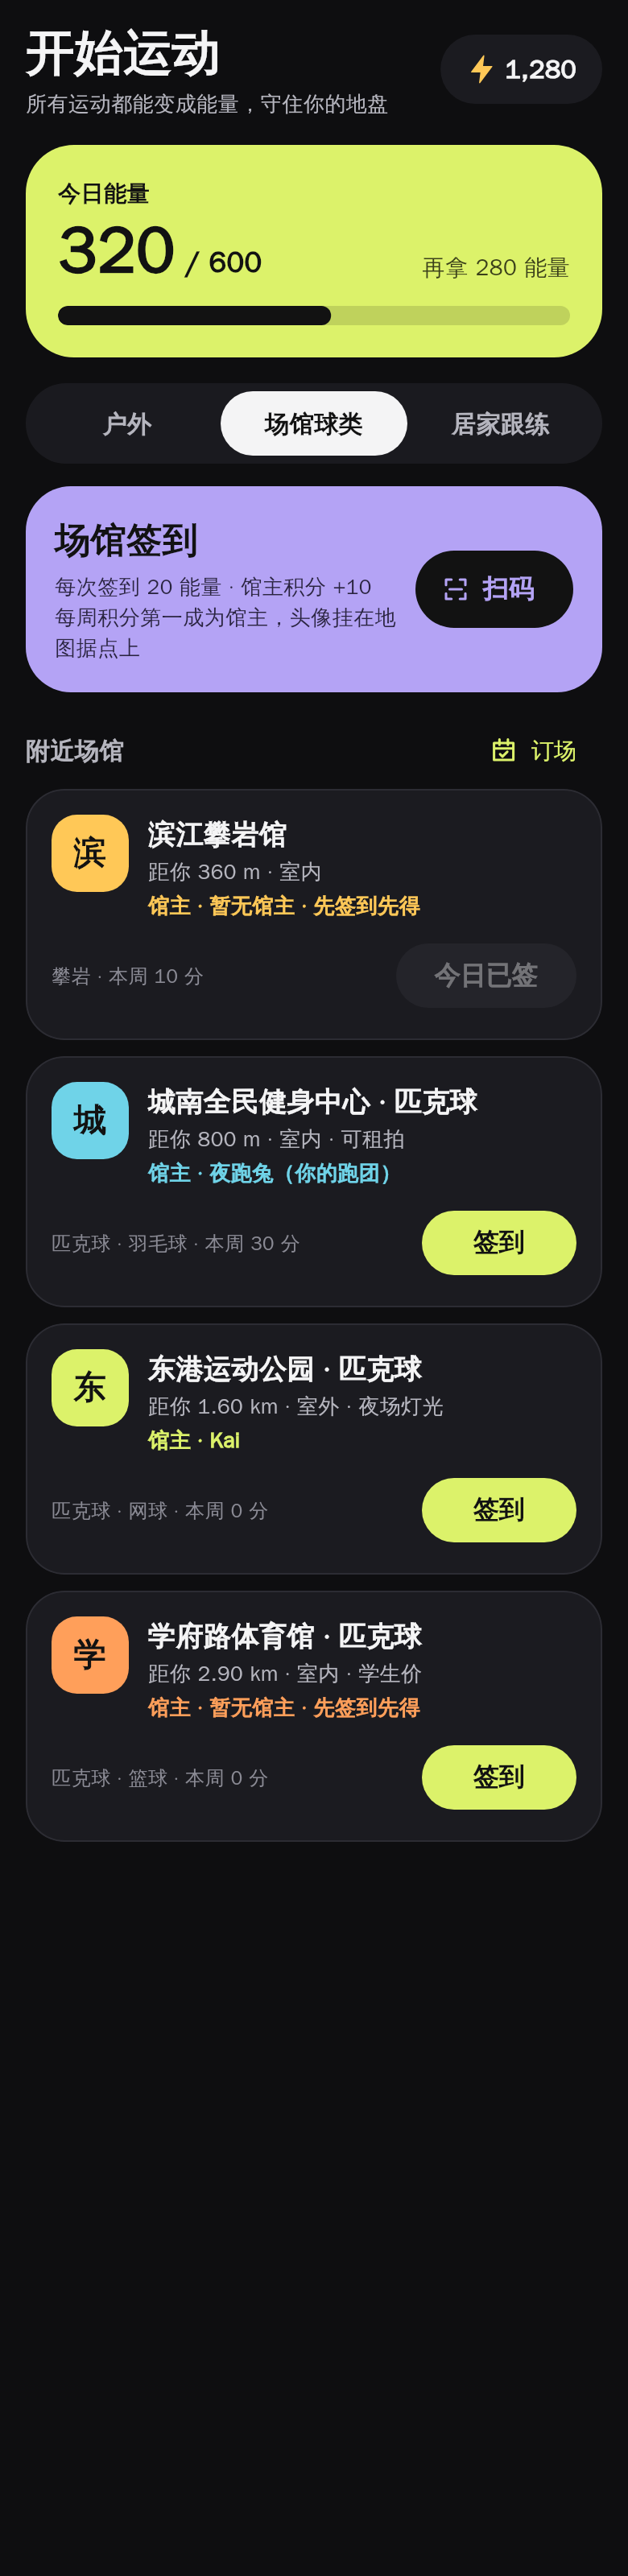 开始运动
所有运动都能变成能量，守住你的地盘
1,280
今日能量
320 / 600
再拿 280 能量
户外
场馆球类
居家跟练
场馆签到
每次签到 20 能量 · 馆主积分 +10
每周积分第一成为馆主，头像挂在地
图据点上
扫码
附近场馆
订场
滨
滨江攀岩馆
距你 360 m · 室内
馆主 · 暂无馆主 · 先签到先得
攀岩 · 本周 10 分
今日已签
城
城南全民健身中心 · 匹克球
距你 800 m · 室内 · 可租拍
馆主 · 夜跑兔（你的跑团）
匹克球 · 羽毛球 · 本周 30 分
签到
东
东港运动公园 · 匹克球
距你 1.60 km · 室外 · 夜场灯光
馆主 · Kai
匹克球 · 网球 · 本周 0 分
签到
学
学府路体育馆 · 匹克球
距你 2.90 km · 室内 · 学生价
馆主 · 暂无馆主 · 先签到先得
匹克球 · 篮球 · 本周 0 分
签到